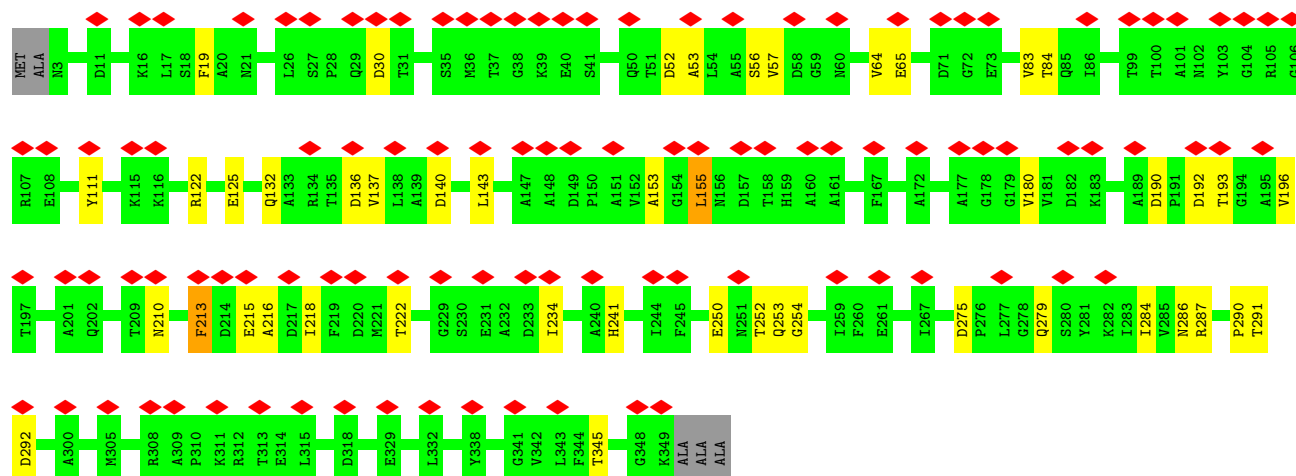 MET ALA N3 D11 K16 L17 S18 F19 A20 N21 L26 S27 P28 Q29 D30 T31 S35 M36 T37 G38 K39 E40 S41 Q50 T51 D52 A53 L54 A55 S56 V57 D58 G59 N60 V64 E65 D71 G72 E73 V83 T84 Q85 I86 T99 T100 A101 N102 Y103 G104 R105 G106
R107 E108 Y111 K115 K116 R122 E125 Q132 A133 R134 T135 D136 V137 L138 A139 D140 L143 A147 A148 D149 P150 A151 V152 A153 G154 L155 N156 D157 T158 H159 A160 A161 F167 A172 A177 G178 G179 V180 V181 D182 K183 A189 D190 P191 D192 T193 G194 A195 V196
T197 A201 Q202 T209 N210 F213 D214 E215 A216 D217 I218 F219 D220 M221 T222 G229 S230 E231 A232 D233 I234 A240 H241 I244 F245 E250 N251 T252 Q253 G254 I259 F260 E261 I267 D275 P276 L277 G278 Q279 S280 Y281 K282 I283 I284 V285 N286 R287 P290 T291
D292 A300 M305 R308 A309 P310 K311 R312 T313 E314 L315 D318 E329 L332 Y338 G341 V342 L343 F344 T345 G348 K349 ALA ALA ALA